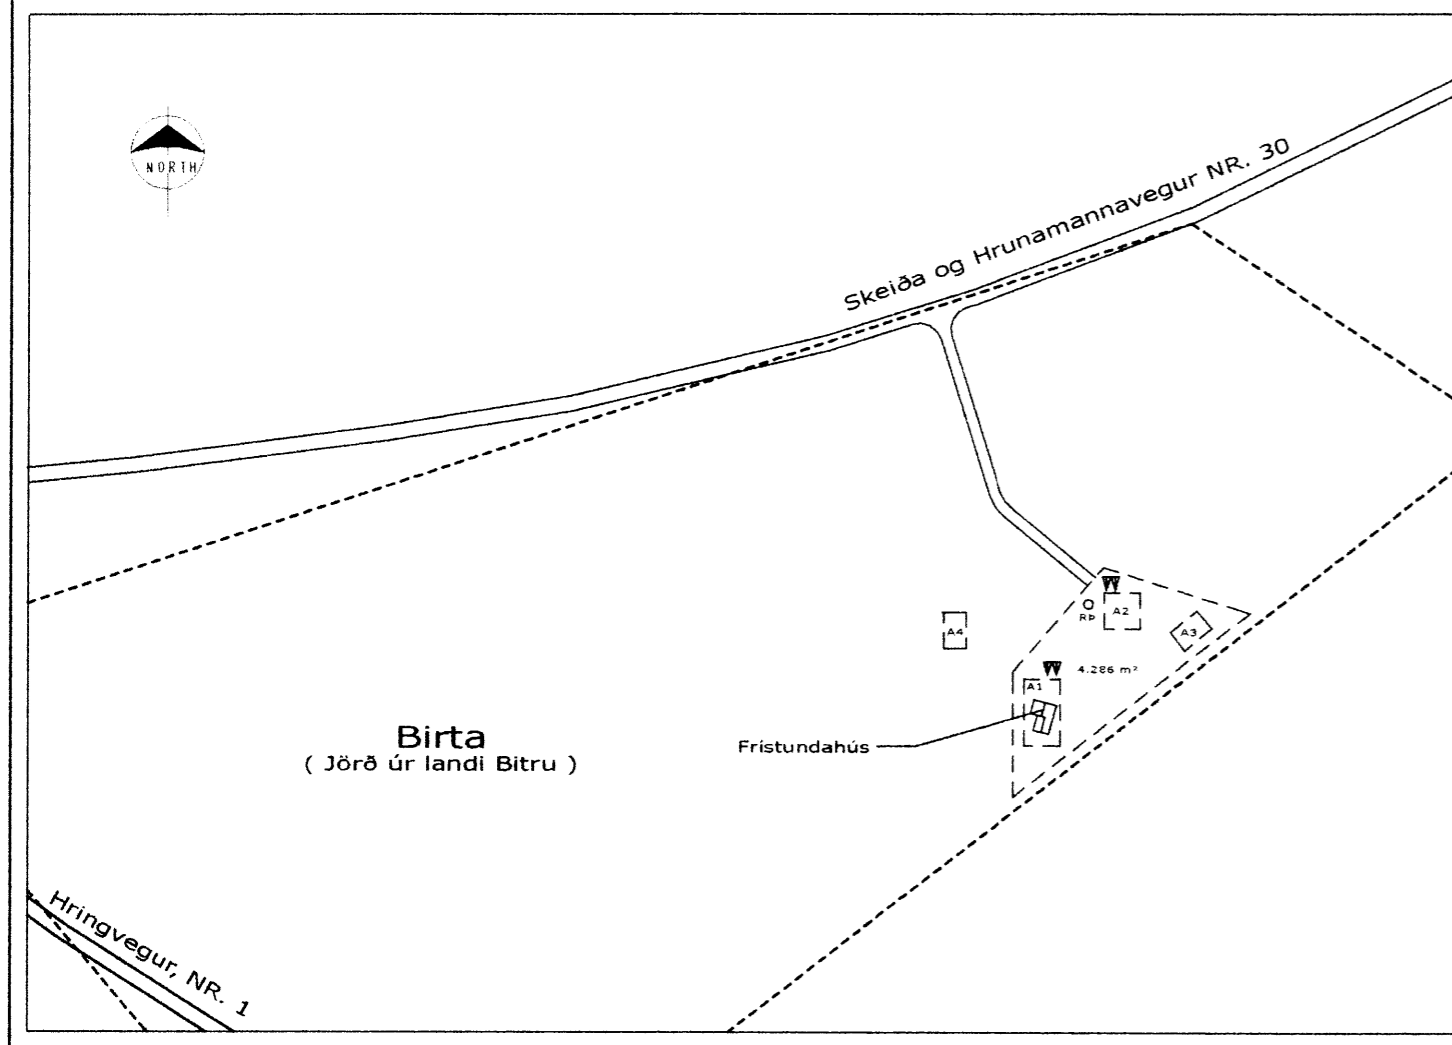 NORTH
Skeiða og Hrunamannavegur NR. 30
A2
RÞ
A4
A3
4.286 m²
A1
Birta
( Jörð úr landi Bitru )
Frístundahús
Hringvegur, NR. 1